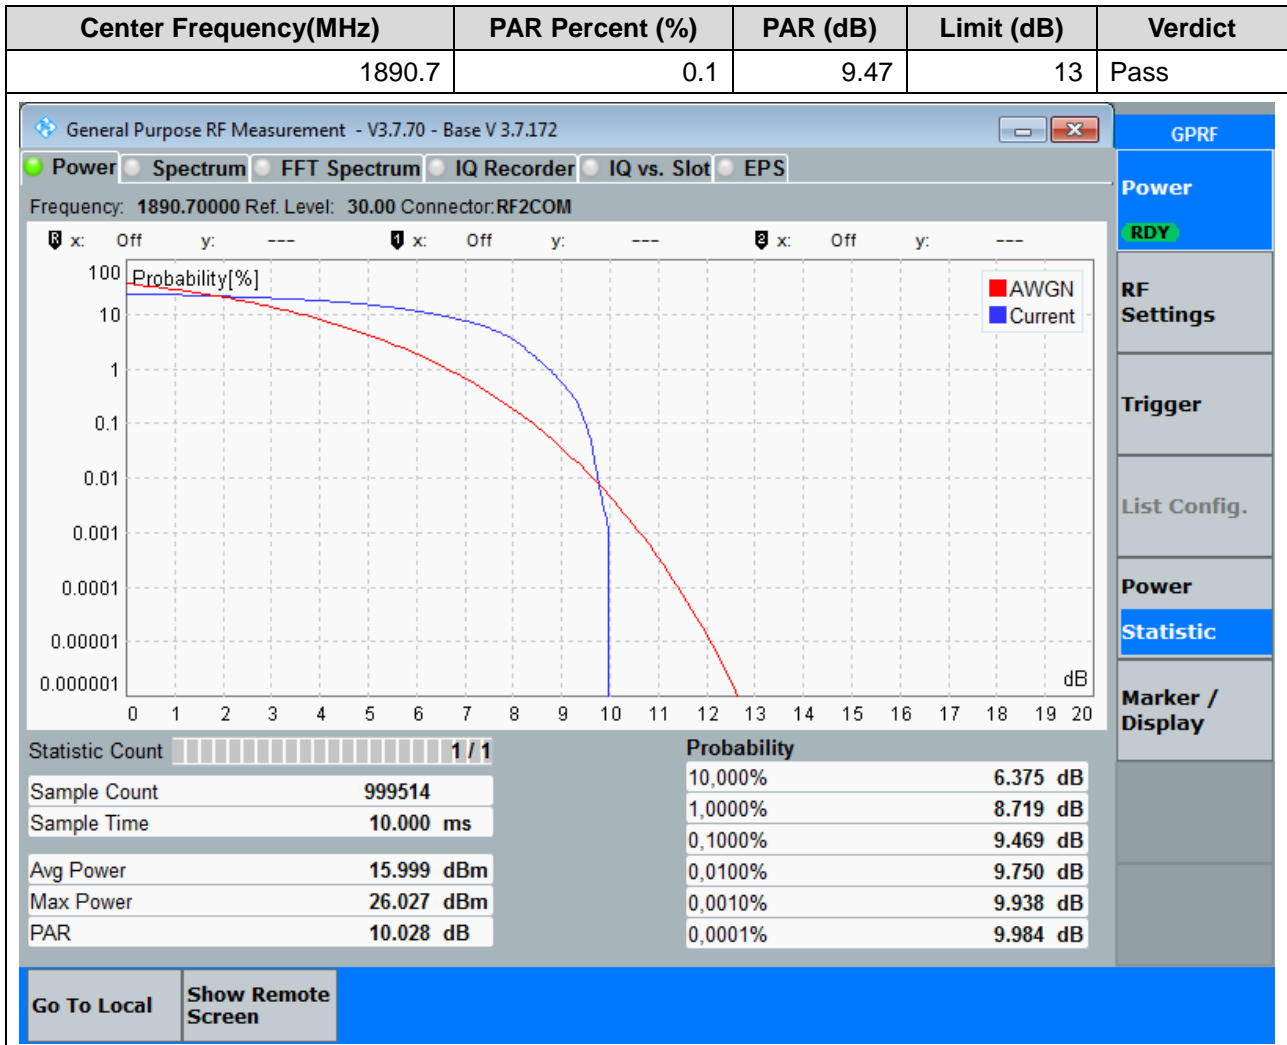 Center Frequency(MHz) PAR Percent (%) PAR (dB) Limit (dB) Verdict
1890.7 0.1 9.47 13 Pass
General Purpose RF Measurement - V3.7.70 - Base V 3.7.172
GPRF
Power Spectrum FFT Spectrum IQ Recorder IQ vs. Slot EPS
Power
RDY
Frequency: 1890.70000 Ref. Level: 30.00 Connector:RF2COM
R x: Off y: --- 1 x: Off y: --- 2 x: Off y: ---
Probability[%]
AWGN
Current
100
10
1
0.1
0.01
0.001
0.0001
0.00001
0.000001
dB
0 1 2 3 4 5 6 7 8 9 10 11 12 13 14 15 16 17 18 19 20
RF
Settings
Trigger
List Config.
Power
Statistic
Marker /
Display
Statistic Count 1 / 1
Sample Count 999514
Sample Time 10.000 ms
Avg Power 15.999 dBm
Max Power 26.027 dBm
PAR 10.028 dB
Probability
10,000% 6.375 dB
1,0000% 8.719 dB
0,1000% 9.469 dB
0,0100% 9.750 dB
0,0010% 9.938 dB
0,0001% 9.984 dB
Go To Local
Show Remote
Screen